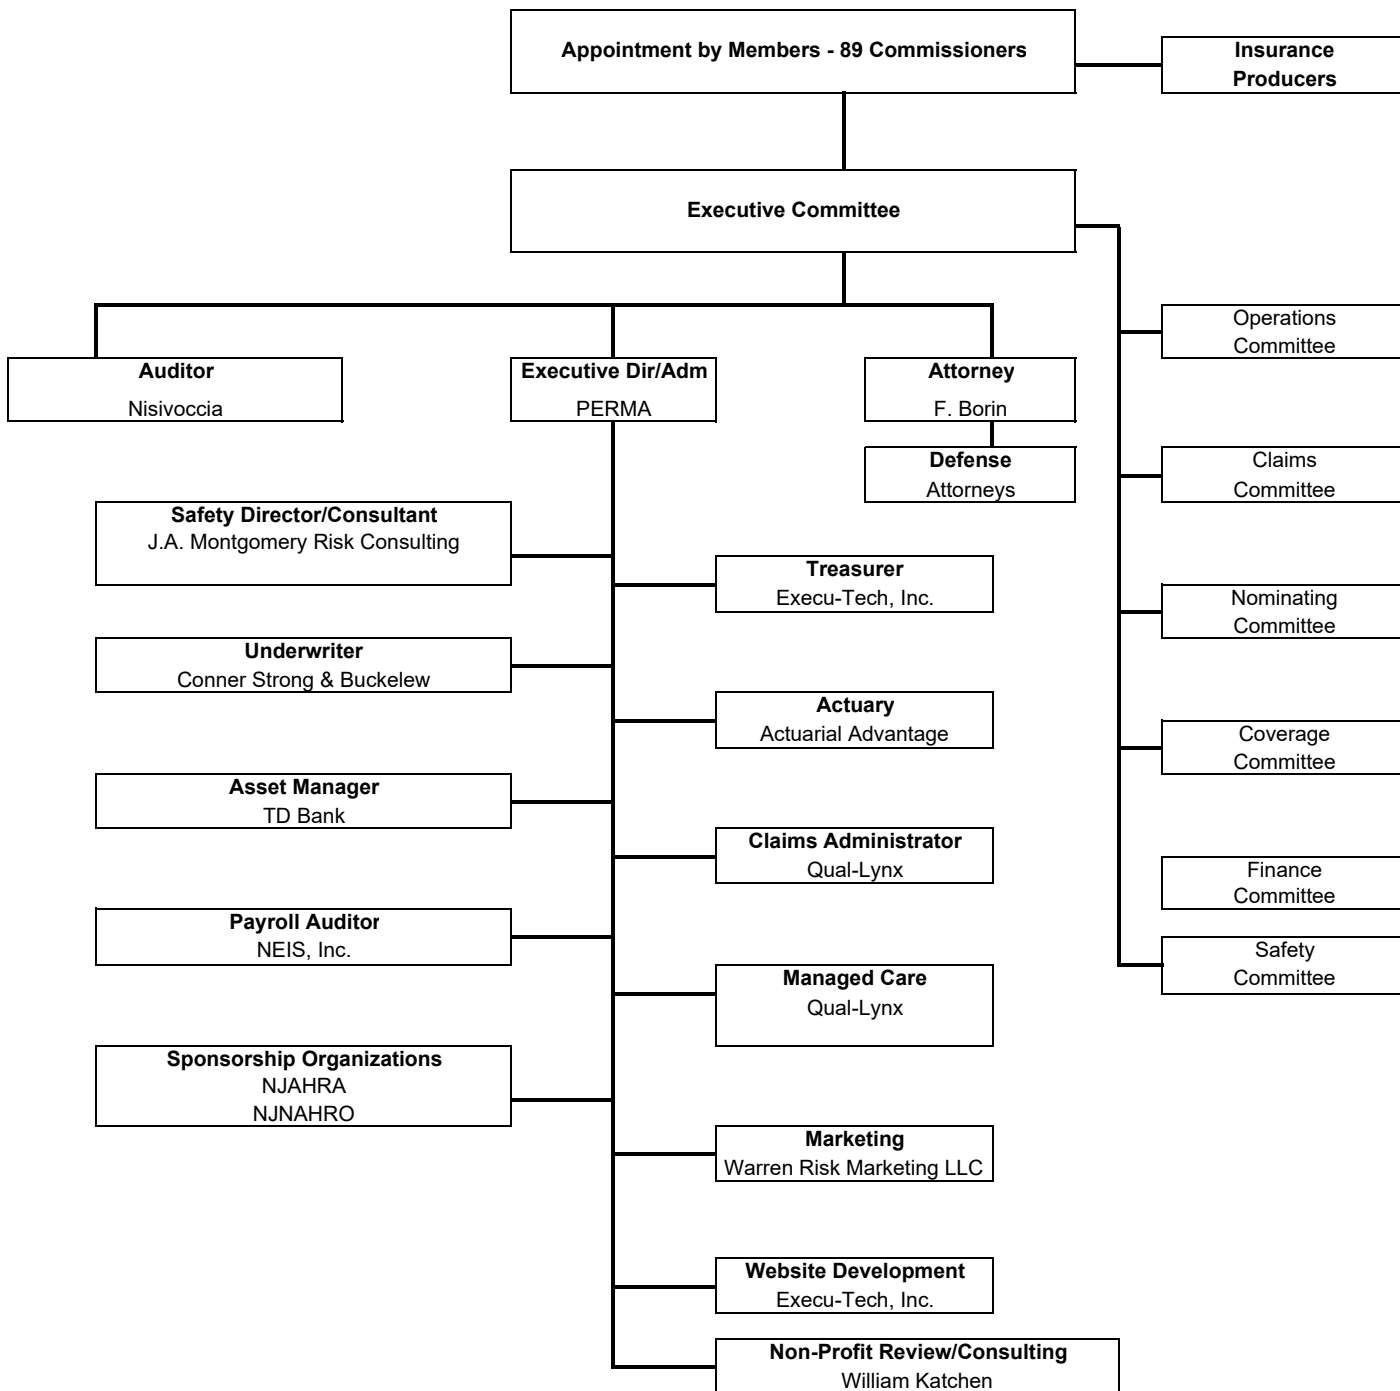 Appointment by Members - 89 Commissioners
Insurance
Producers
Executive Committee
Operations
Committee
Auditor
Nisivoccia
Executive Dir/Adm
PERMA
Attorney
F. Borin
Defense
Attorneys
Claims
Committee
Safety Director/Consultant
J.A. Montgomery Risk Consulting
Treasurer
Execu-Tech, Inc.
Nominating
Committee
Underwriter
Conner Strong & Buckelew
Actuary
Actuarial Advantage
Coverage
Committee
Asset Manager
TD Bank
Claims Administrator
Qual-Lynx
Finance
Committee
Payroll Auditor
NEIS, Inc.
Safety
Committee
Managed Care
Qual-Lynx
Sponsorship Organizations
NJAHRA
NJNAHRO
Marketing
Warren Risk Marketing LLC
Website Development
Execu-Tech, Inc.
Non-Profit Review/Consulting
William Katchen